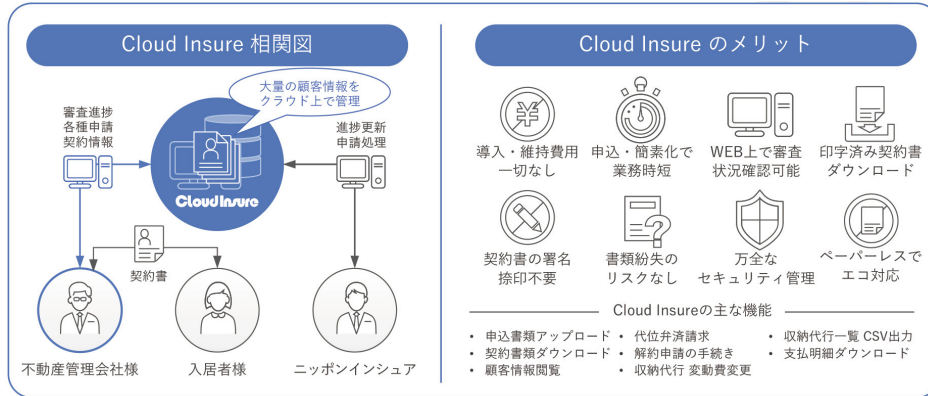 Cloud Insure 相関図
大量の顧客情報を
クラウド上で管理
審査進捗
各種申請
契約情報
進捗更新
申請処理
Cloud Insure
契約書
不動産管理会社様
入居者様
ニッポンインシュア
Cloud Insure のメリット
¥
導入・維持費用
一切なし
申込・簡素化で
業務時短
WEB上で審査
状況確認可能
印字済み契約書
ダウンロード
契約書の署名
捺印不要
?
書類紛失の
リスクなし
万全な
セキュリティ管理
ペーパーレスで
エコ対応
Cloud Insureの主な機能
• 申込書類アップロード
• 契約書類ダウンロード
• 顧客情報閲覧
• 代位弁済請求
• 解約申請の手続き
• 収納代行 変動費変更
• 収納代行一覧 CSV出力
• 支払明細ダウンロード